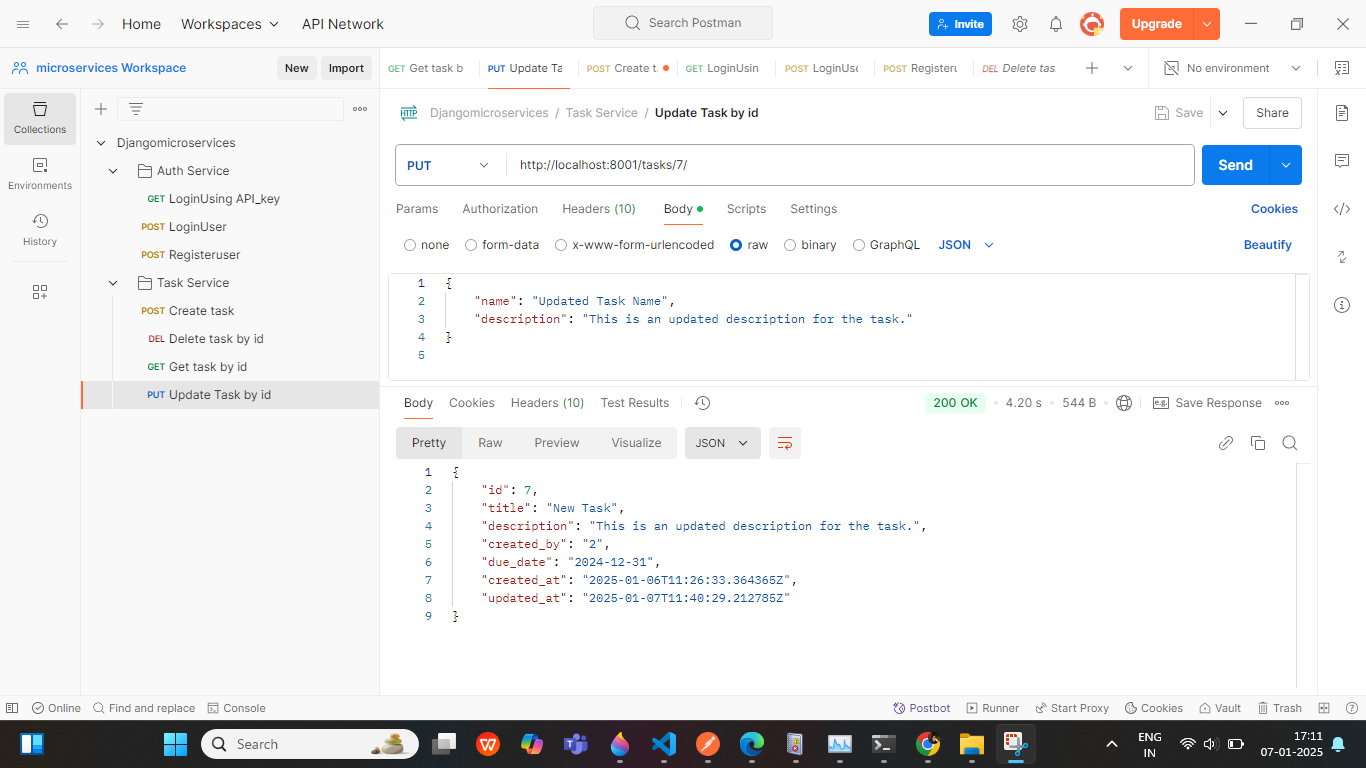 Home Workspaces API Network Search Postman Invite Upgrade
microservices Workspace New Import GET Get task b PUT Update Ta POST Create t. GET LoginUsin POST LoginUse POST Registeru DEL Delete tas No environment
Collections
Environments
History
Djangomicroservices
Auth Service
GET LoginUsing API_key
POST LoginUser
POST Registeruser
Task Service
POST Create task
DEL Delete task by id
GET Get task by id
PUT Update Task by id
HTTP Djangomicroservices / Task Service / Update Task by id Save Share
PUT http://localhost:8001/tasks/7/ Send
Params Authorization Headers (10) Body Scripts Settings Cookies
none form-data x-www-form-urlencoded raw binary GraphQL JSON Beautify
1 {
2 "name": "Updated Task Name",
3 "description": "This is an updated description for the task."
4 }
5
Body Cookies Headers (10) Test Results 200 OK 4.20 s 544 B e.g. Save Response
Pretty Raw Preview Visualize JSON
1 {
2 "id": 7,
3 "title": "New Task",
4 "description": "This is an updated description for the task.",
5 "created_by": "2",
6 "due_date": "2024-12-31",
7 "created_at": "2025-01-06T11:26:33.364365Z",
8 "updated_at": "2025-01-07T11:40:29.212785Z"
9 }
Online Find and replace Console Postbot Runner Start Proxy Cookies Vault Trash
Search ENG IN 17:11 07-01-2025